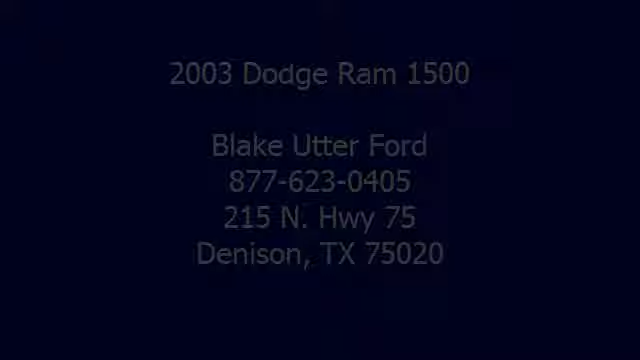 2003 Dodge Ram 1500
Blake Utter Ford
877-623-0405
215 N. Hwy 75
Denison, TX 75020